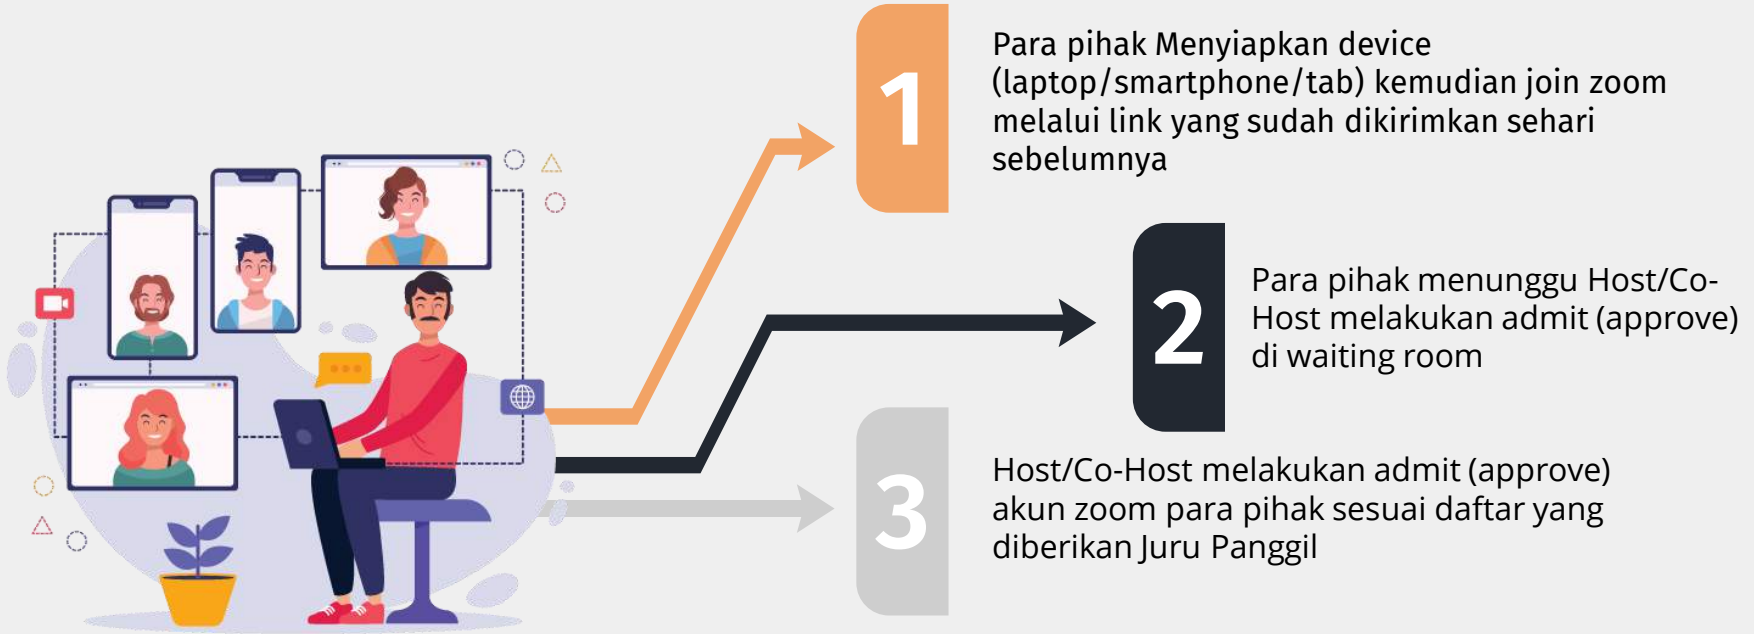 1
Para pihak Menyiapkan device
(laptop/smartphone/tab) kemudian join zoom
melalui link yang sudah dikirimkan sehari
sebelumnya
2
Para pihak menunggu Host/Co-
Host melakukan admit (approve)
di waiting room
3
Host/Co-Host melakukan admit (approve)
akun zoom para pihak sesuai daftar yang
diberikan Juru Panggil